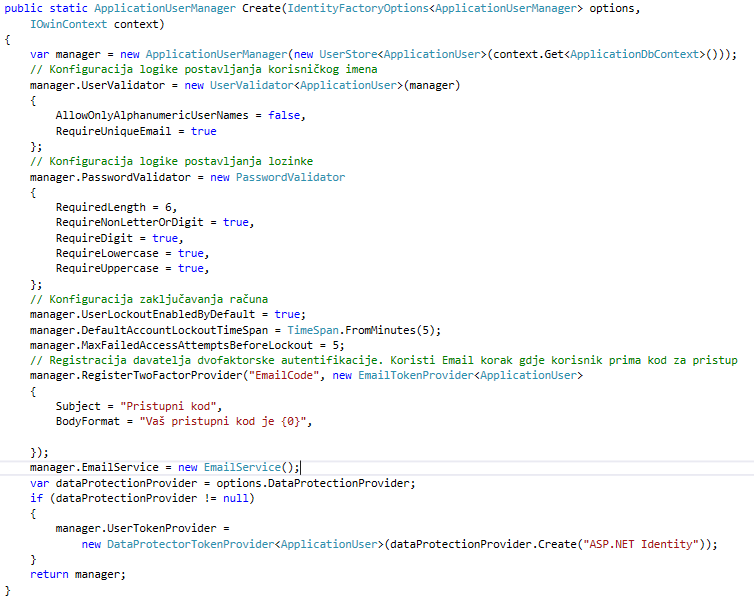 public static ApplicationUserManager Create(IdentityFactoryOptions<ApplicationUserManager> options,
    IOwinContext context)
{
    var manager = new ApplicationUserManager(new UserStore<ApplicationUser>(context.Get<ApplicationDbContext>()));
    // Konfiguracija logike postavljanja korisničkog imena
    manager.UserValidator = new UserValidator<ApplicationUser>(manager)
    {
        AllowOnlyAlphanumericUserNames = false,
        RequireUniqueEmail = true
    };
    // Konfiguracija logike postavljanja lozinke
    manager.PasswordValidator = new PasswordValidator
    {
        RequiredLength = 6,
        RequireNonLetterOrDigit = true,
        RequireDigit = true,
        RequireLowercase = true,
        RequireUppercase = true,
    };
    // Konfiguracija zaključavanja računa
    manager.UserLockoutEnabledByDefault = true;
    manager.DefaultAccountLockoutTimeSpan = TimeSpan.FromMinutes(5);
    manager.MaxFailedAccessAttemptsBeforeLockout = 5;
    // Registracija davatelja dvofaktorske autentifikacije. Koristi Email korak gdje korisnik prima kod za pristup
    manager.RegisterTwoFactorProvider("EmailCode", new EmailTokenProvider<ApplicationUser>
    {
        Subject = "Pristupni kod",
        BodyFormat = "Vaš pristupni kod je {0}",

    });
    manager.EmailService = new EmailService();
    var dataProtectionProvider = options.DataProtectionProvider;
    if (dataProtectionProvider != null)
    {
        manager.UserTokenProvider =
            new DataProtectorTokenProvider<ApplicationUser>(dataProtectionProvider.Create("ASP.NET Identity"));
    }
    return manager;
}